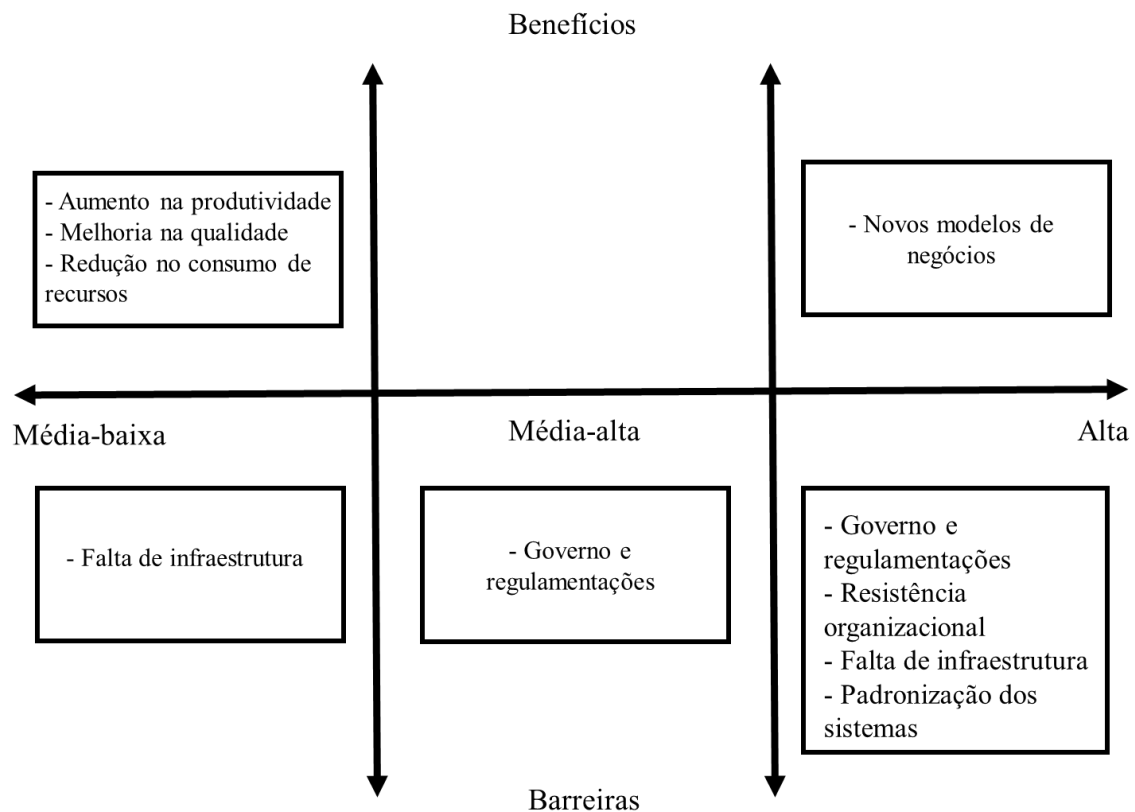 Benefícios
- Aumento na produtividade
- Melhoria na qualidade
- Redução no consumo de
recursos
- Novos modelos de
negócios
Média-baixa
Média-alta
Alta
- Falta de infraestrutura
- Governo e
regulamentações
- Governo e
regulamentações
- Resistência
organizacional
- Falta de infraestrutura
- Padronização dos
sistemas
Barreiras